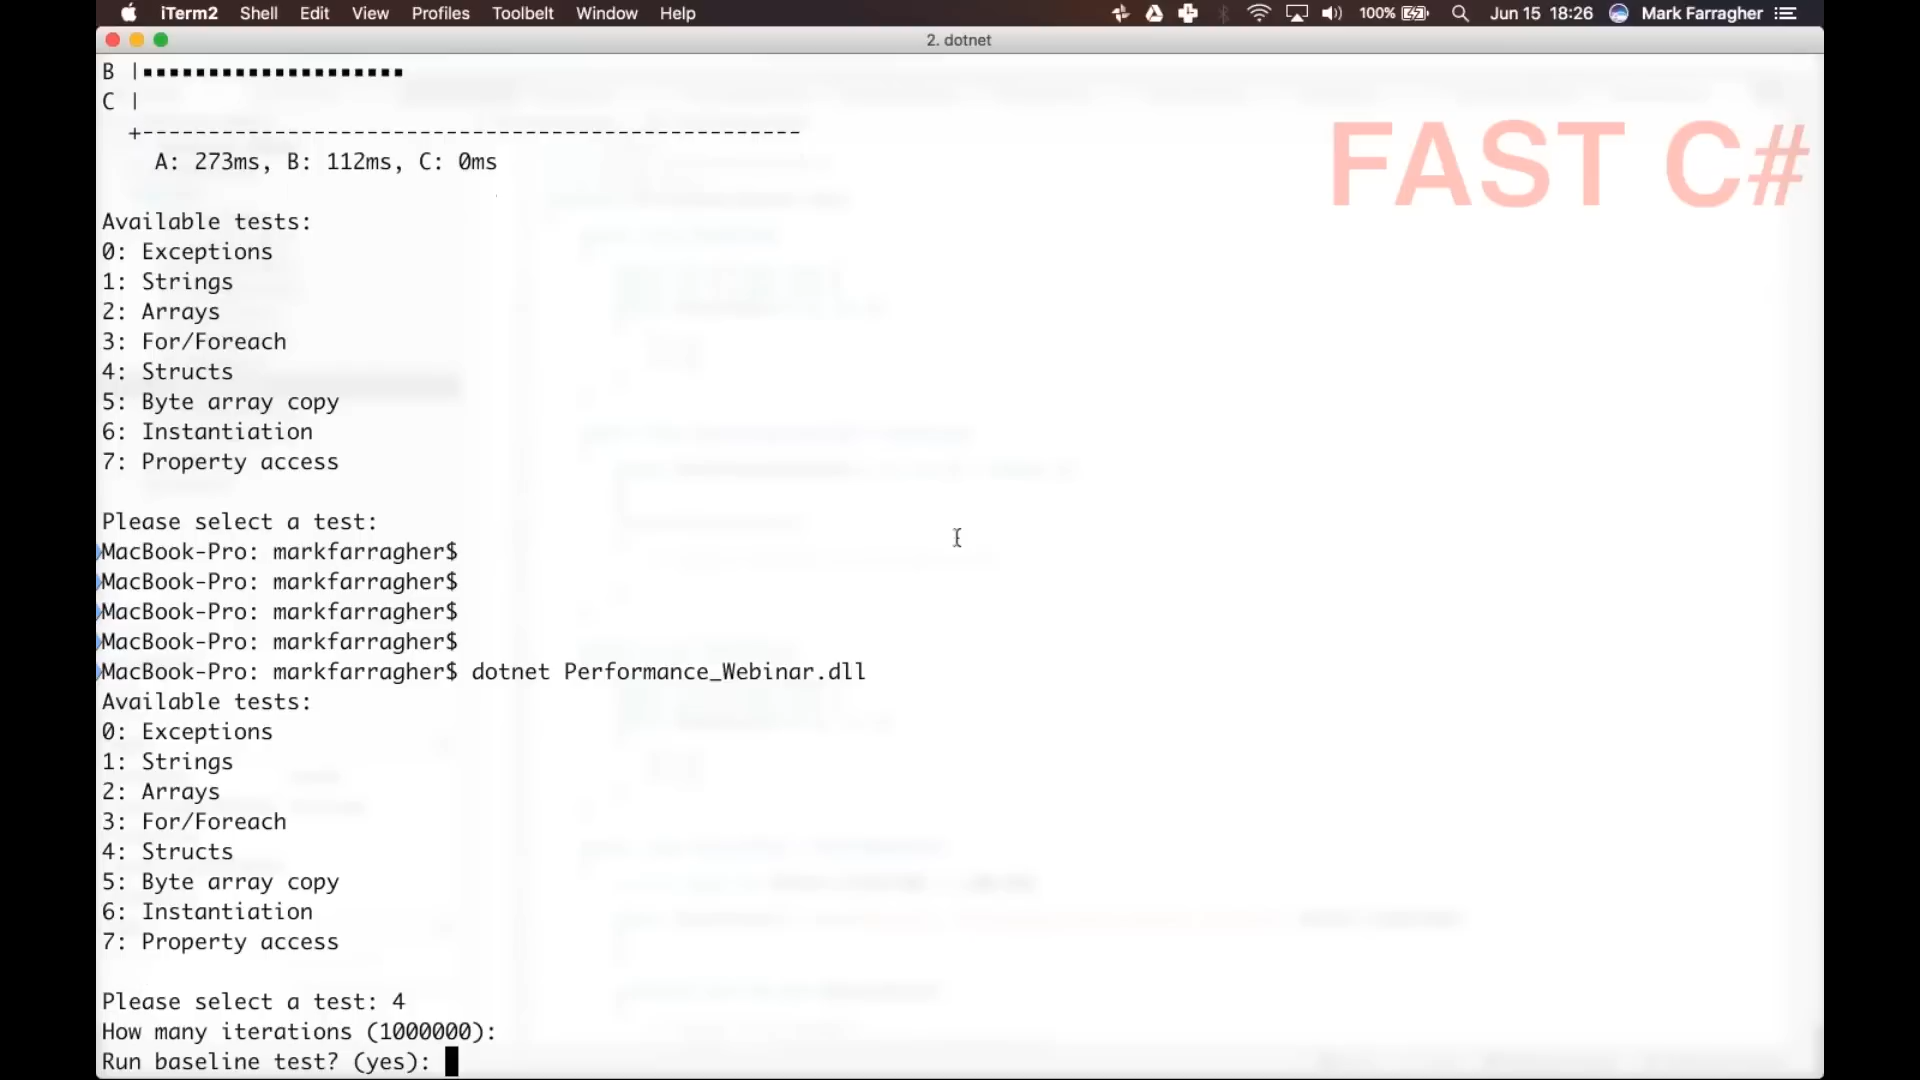 iTerm2 Shell Edit View Profiles Toolbelt Window Help 100% Jun 15 18:26 Mark Farragher
2. dotnet
B |▪▪▪▪▪▪▪▪▪▪▪▪▪▪▪▪▪▪▪▪
C |
+--------------------------------------------------
A: 273ms, B: 112ms, C: 0ms
FAST C#
Available tests:
0: Exceptions
1: Strings
2: Arrays
3: For/Foreach
4: Structs
5: Byte array copy
6: Instantiation
7: Property access
Please select a test:
MacBook-Pro: markfarragher$
MacBook-Pro: markfarragher$
MacBook-Pro: markfarragher$
MacBook-Pro: markfarragher$
MacBook-Pro: markfarragher$ dotnet Performance_Webinar.dll
Available tests:
0: Exceptions
1: Strings
2: Arrays
3: For/Foreach
4: Structs
5: Byte array copy
6: Instantiation
7: Property access
Please select a test: 4
How many iterations (1000000):
Run baseline test? (yes):